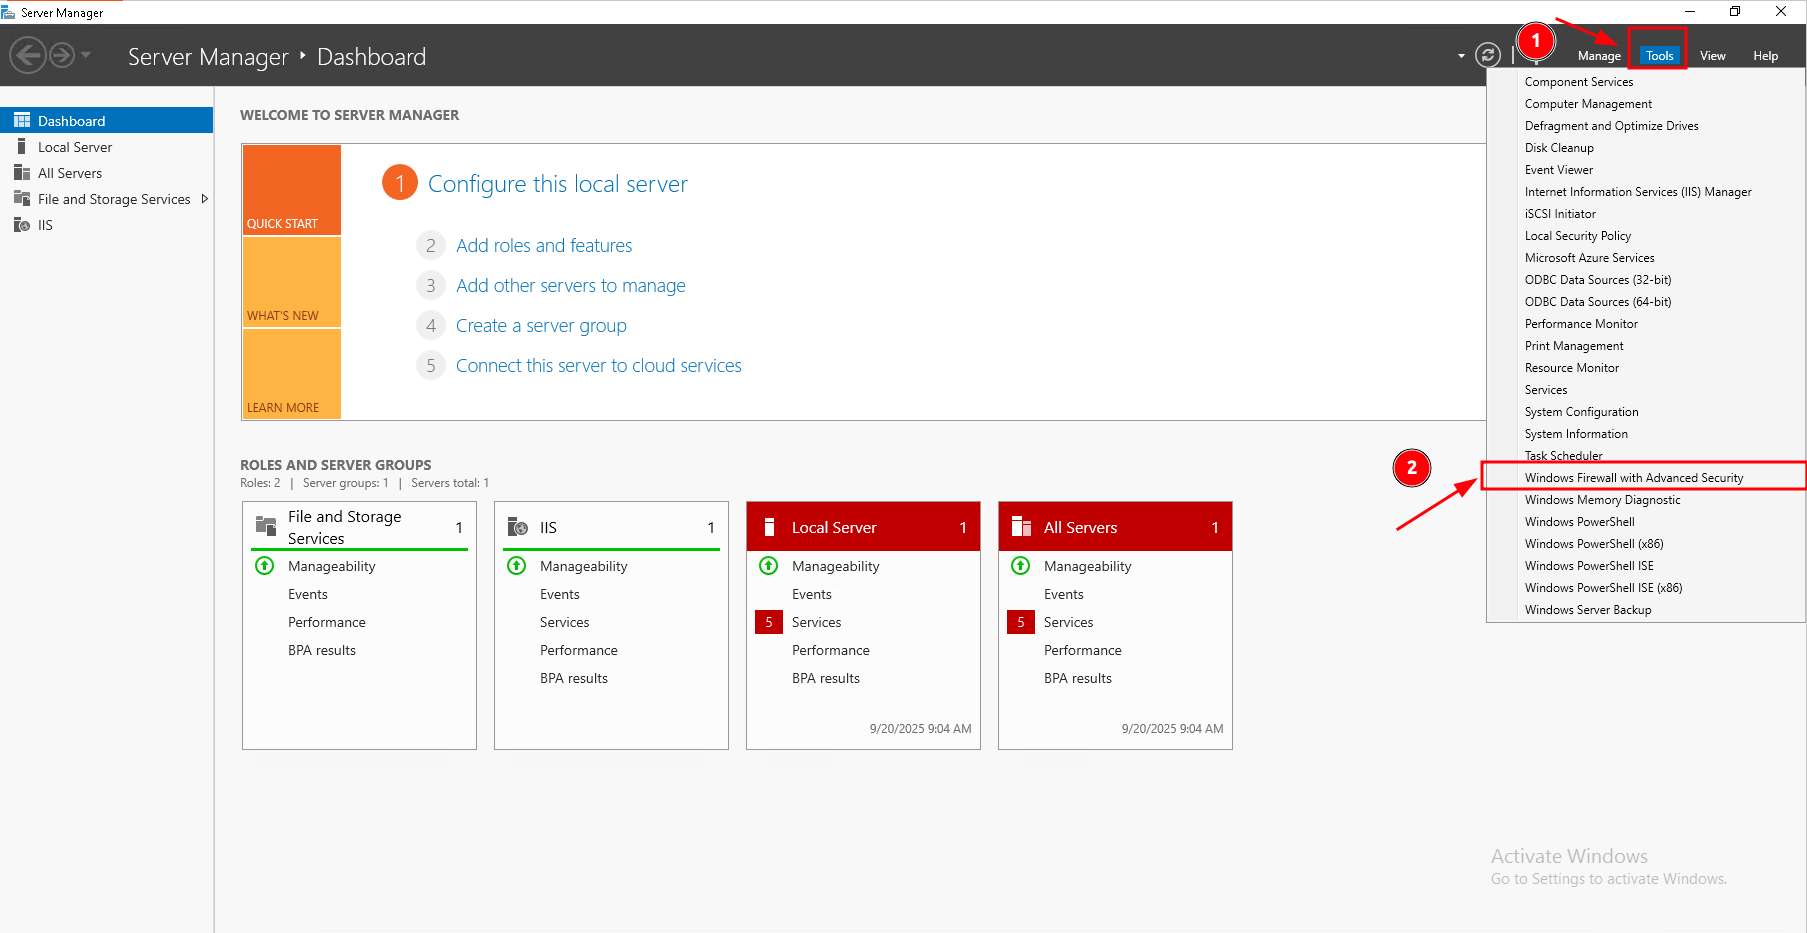 Server Manager
Server Manager ‣ Dashboard
1
Manage
Tools
View
Help
Dashboard
Local Server
All Servers
File and Storage Services
IIS
WELCOME TO SERVER MANAGER
QUICK START
WHAT'S NEW
LEARN MORE
1 Configure this local server
2 Add roles and features
3 Add other servers to manage
4 Create a server group
5 Connect this server to cloud services
Component Services
Computer Management
Defragment and Optimize Drives
Disk Cleanup
Event Viewer
Internet Information Services (IIS) Manager
iSCSI Initiator
Local Security Policy
Microsoft Azure Services
ODBC Data Sources (32-bit)
ODBC Data Sources (64-bit)
Performance Monitor
Print Management
Resource Monitor
Services
System Configuration
System Information
Task Scheduler
2
Windows Firewall with Advanced Security
Windows Memory Diagnostic
Windows PowerShell
Windows PowerShell (x86)
Windows PowerShell ISE
Windows PowerShell ISE (x86)
Windows Server Backup
ROLES AND SERVER GROUPS
Roles: 2 | Server groups: 1 | Servers total: 1
File and Storage
Services
1
Manageability
Events
Performance
BPA results
IIS 1
Manageability
Events
Services
Performance
BPA results
Local Server 1
Manageability
Events
5 Services
Performance
BPA results
9/20/2025 9:04 AM
All Servers 1
Manageability
Events
5 Services
Performance
BPA results
9/20/2025 9:04 AM
Activate Windows
Go to Settings to activate Windows.